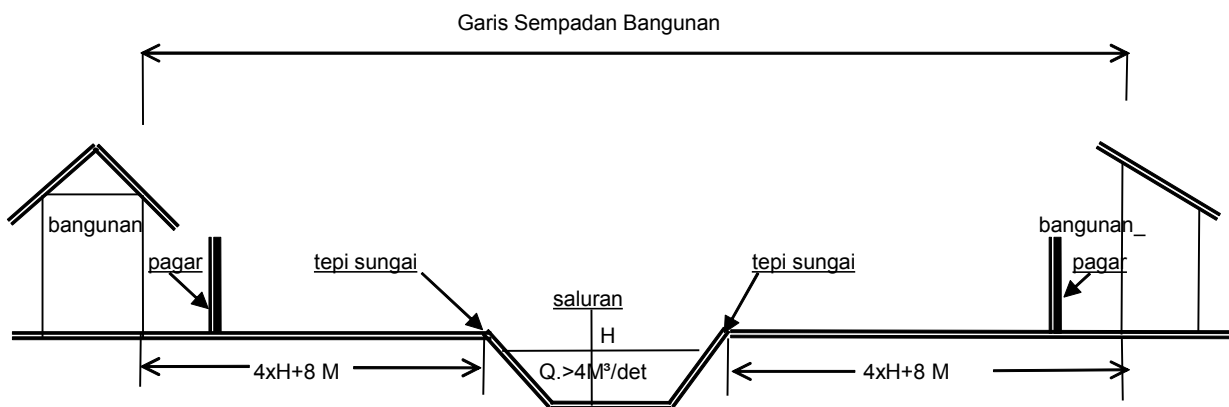 Garis Sempadan Bangunan
bangunan
bangunan_
pagar
tepi sungai
tepi sungai
pagar
saluran
H
4xH+8 M
Q.>4M³/det
4xH+8 M